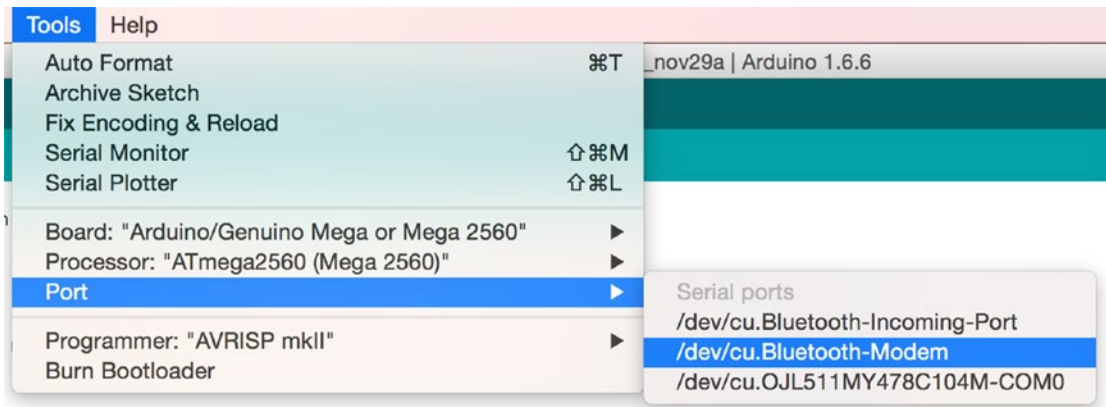 Tools Help
_nov29a | Arduino 1.6.6
Auto Format ⌘T
Archive Sketch
Fix Encoding & Reload
Serial Monitor ⇧⌘M
Serial Plotter ⇧⌘L
Board: "Arduino/Genuino Mega or Mega 2560" ▶
Processor: "ATmega2560 (Mega 2560)" ▶
Port ▶
Programmer: "AVRISP mkII" ▶
Burn Bootloader
Serial ports
/dev/cu.Bluetooth-Incoming-Port
/dev/cu.Bluetooth-Modem
/dev/cu.OJL511MY478C104M-COM0